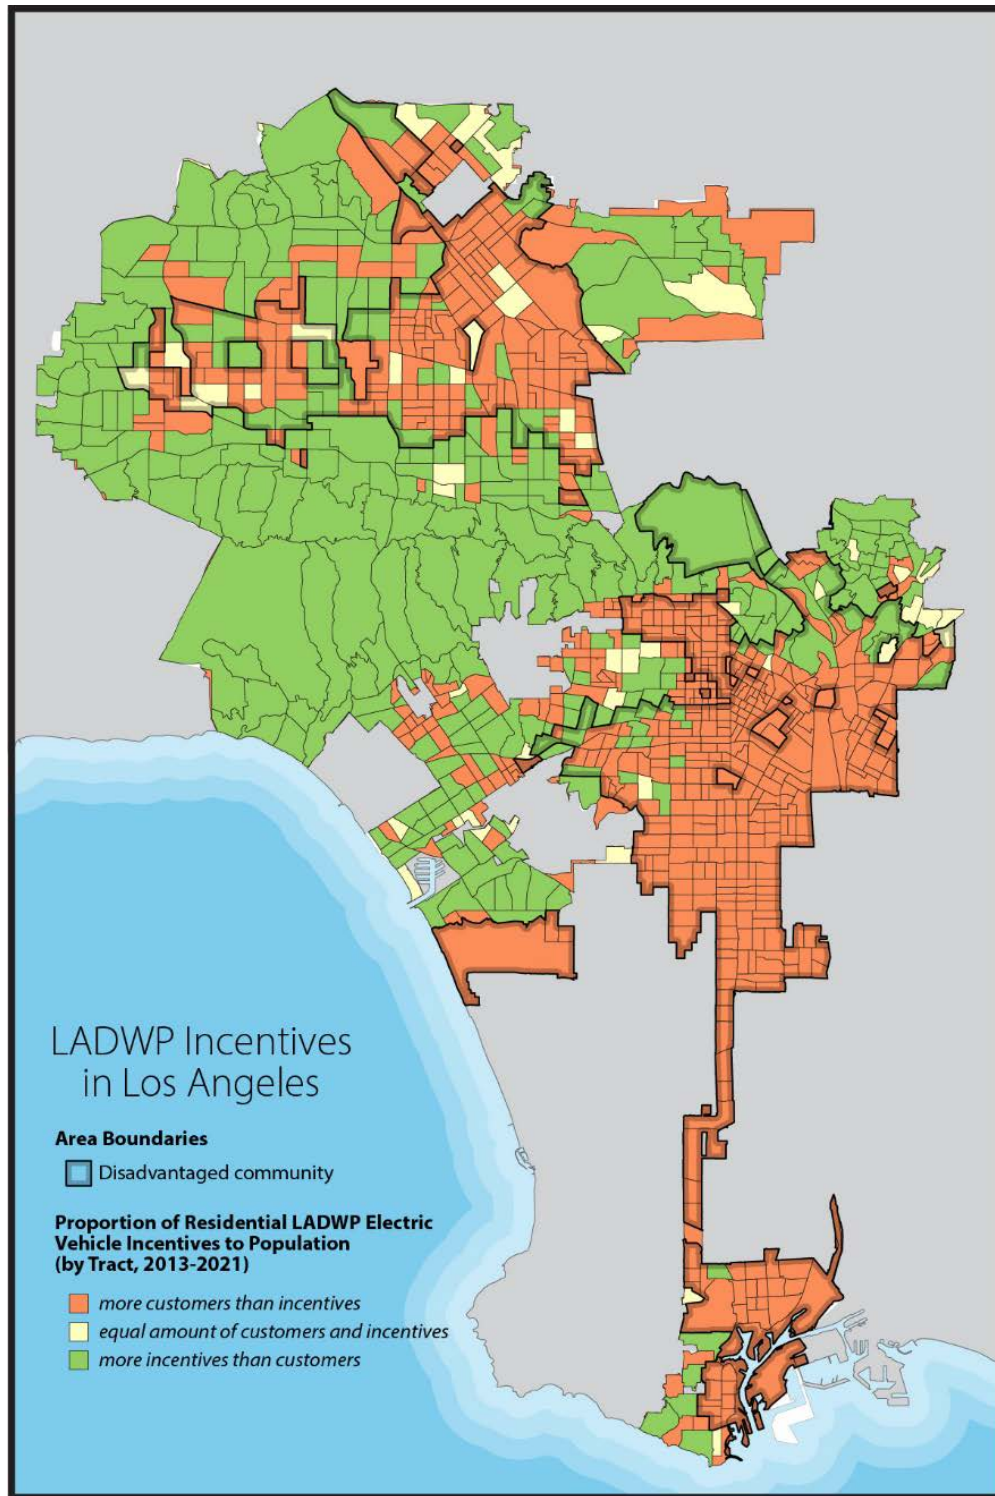 LADWP Incentives
in Los Angeles
Area Boundaries
Disadvantaged community
Proportion of Residential LADWP Electric
Vehicle Incentives to Population
(by Tract, 2013-2021)
more customers than incentives
equal amount of customers and incentives
more incentives than customers